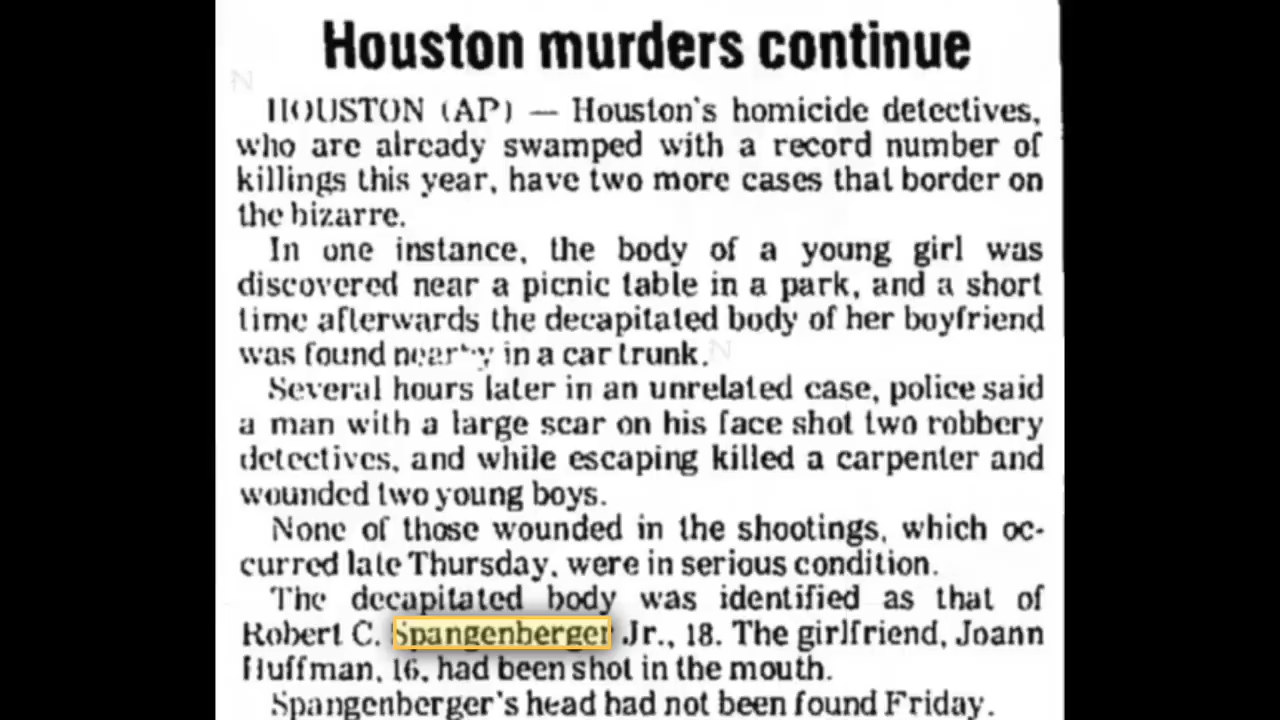 Houston murders continue
HOUSTON (AP) — Houston's homicide detectives,
who are already swamped with a record number of
killings this year, have two more cases that border on
the bizarre.
In one instance, the body of a young girl was
discovered near a picnic table in a park, and a short
time afterwards the decapitated body of her boyfriend
was found nearby in a car trunk.
Several hours later in an unrelated case, police said
a man with a large scar on his face shot two robbery
detectives, and while escaping killed a carpenter and
wounded two young boys.
None of those wounded in the shootings, which oc-
curred late Thursday, were in serious condition.
The decapitated body was identified as that of
Robert C. Spangenberger Jr., 18. The girlfriend, Joann
Huffman, 16, had been shot in the mouth.
Spangenberger's head had not been found Friday.